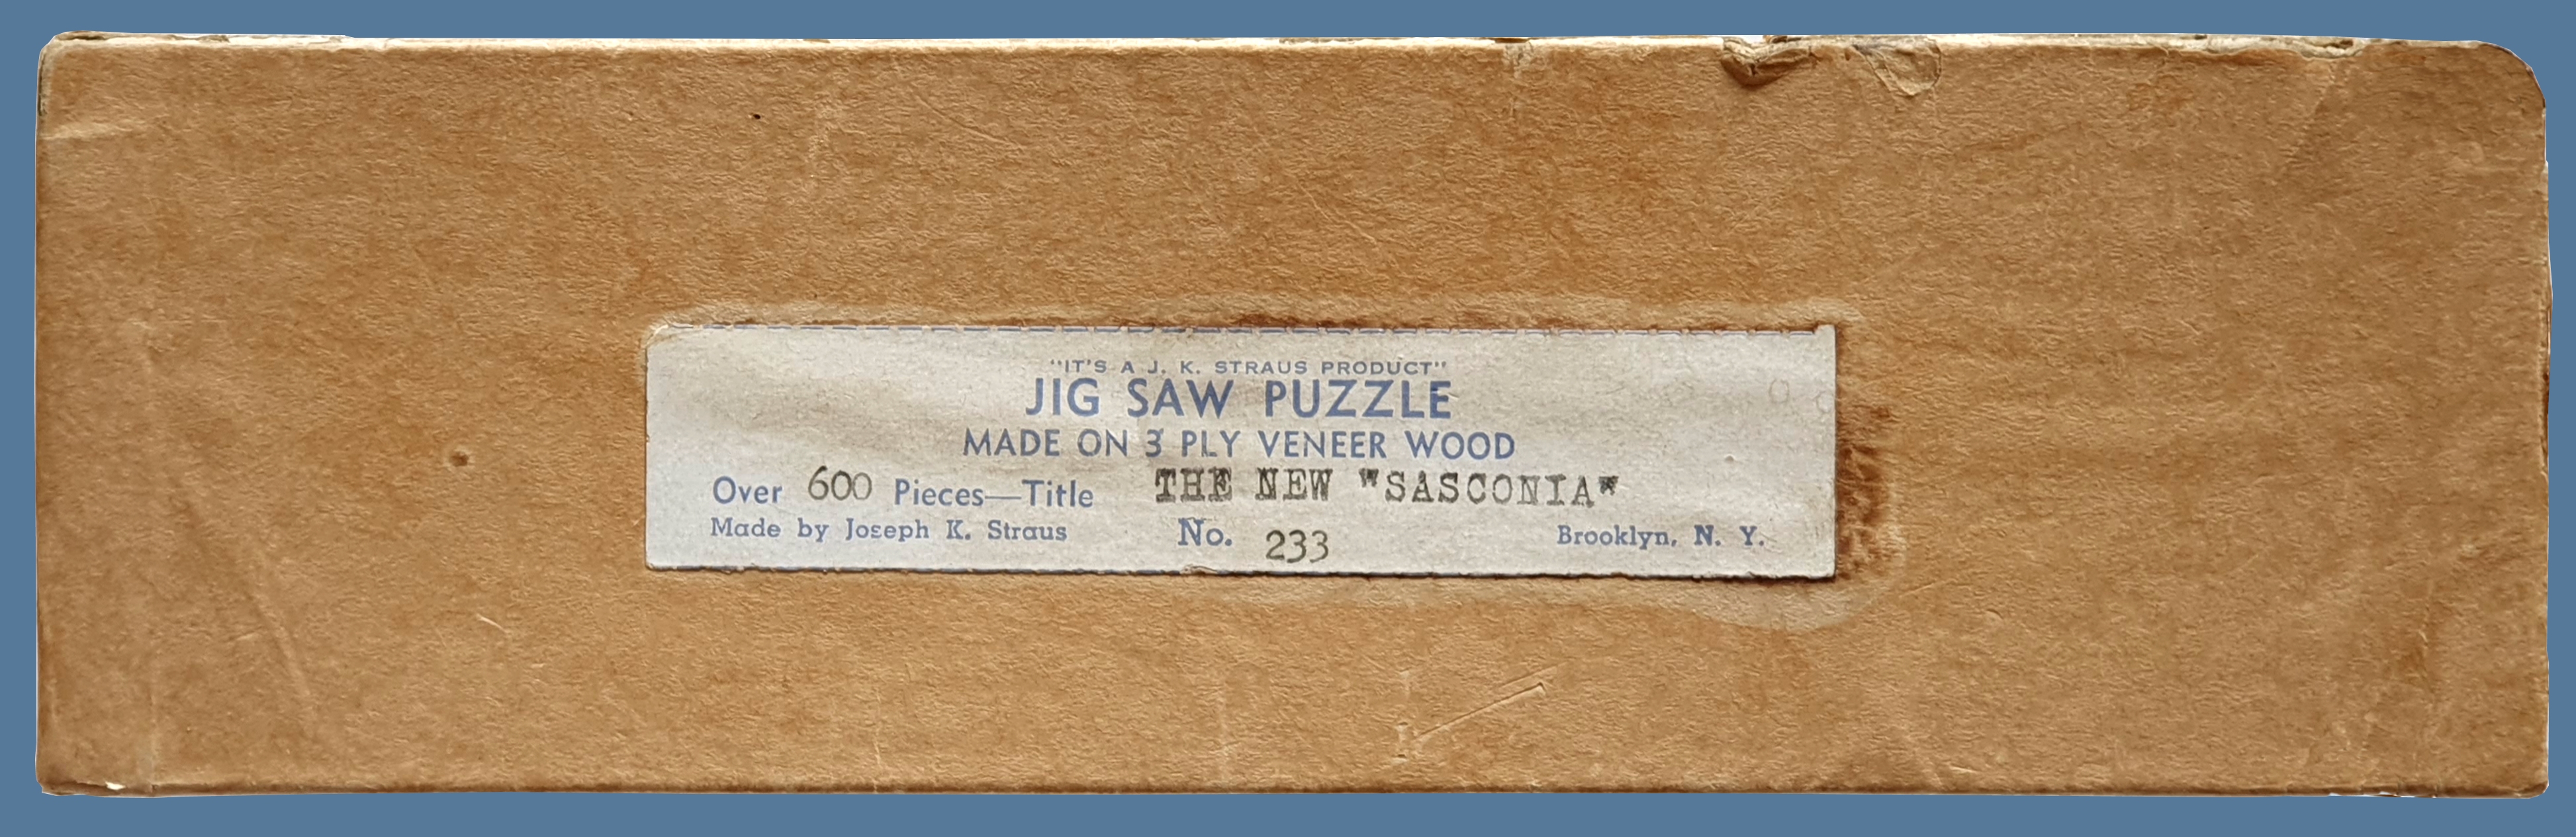 "IT'S A J. K. STRAUS PRODUCT"
JIG SAW PUZZLE
MADE ON 3 PLY VENEER WOOD
Over 600 Pieces—Title THE NEW "SASCONIA"
Made by Joseph K. Straus No. 233 Brooklyn, N. Y.